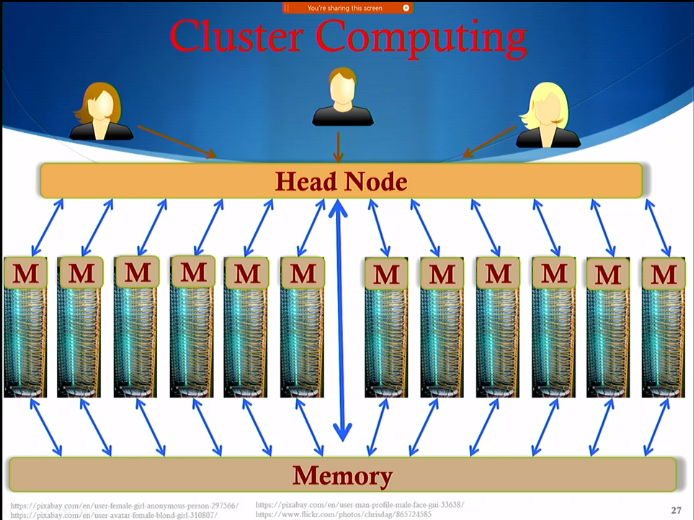 You're sharing this screen
Cluster Computing
Head Node
M M M M M M M M M M M M
Memory
https://pixabay.com/en/user-female-girl-anonymous-person-297566/
https://pixabay.com/en/user-man-profile-male-face-gui-33638/
https://pixabay.com/en/user-avatar-female-blond-girl-310807/
https://www.flickr.com/photos/chrisdag/865724585
27